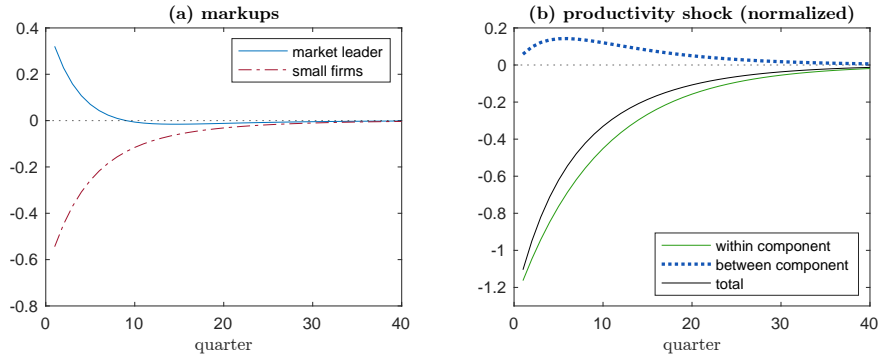 (a) markups
0.4
0.2
0
-0.2
-0.4
-0.6
-0.8
0
10
20
30
40
quarter
market leader
small firms
(b) productivity shock (normalized)
0.2
0
-0.2
-0.4
-0.6
-0.8
-1
-1.2
0
10
20
30
40
quarter
within component
between component
total